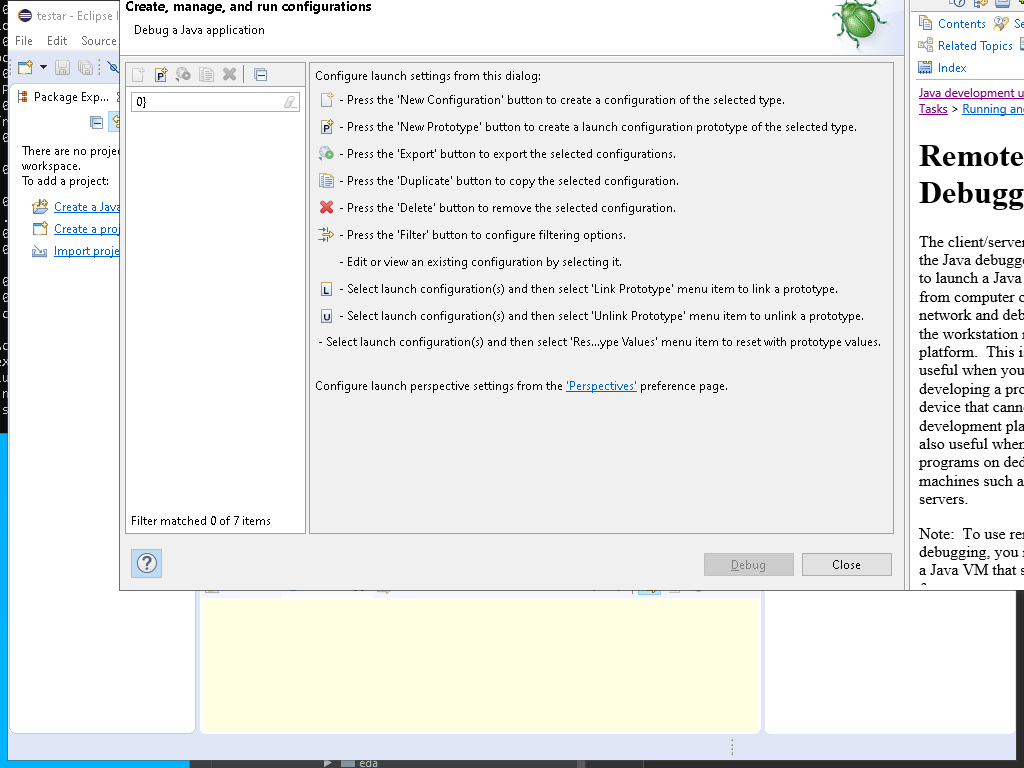 testar - Eclipse I
Create, manage, and run configurations
File Edit Source
Debug a Java application
Contents
Related Topics
Index
Package Exp...
Configure launch settings from this dialog:
0}
- Press the 'New Configuration' button to create a configuration of the selected type.
- Press the 'New Prototype' button to create a launch configuration prototype of the selected type.
- Press the 'Export' button to export the selected configurations.
- Press the 'Duplicate' button to copy the selected configuration.
- Press the 'Delete' button to remove the selected configuration.
- Press the 'Filter' button to configure filtering options.
- Edit or view an existing configuration by selecting it.
- Select launch configuration(s) and then select 'Link Prototype' menu item to link a prototype.
- Select launch configuration(s) and then select 'Unlink Prototype' menu item to unlink a prototype.
- Select launch configuration(s) and then select 'Res...ype Values' menu item to reset with prototype values.
Configure launch perspective settings from the 'Perspectives' preference page.
There are no projec
workspace.
To add a project:
Create a Java
Create a proj
Import proje
Filter matched 0 of 7 items
Debug
Close
Java development u
Tasks > Running and
Remote
Debugg
The client/server
the Java debugge
to launch a Java
from computer o
network and deb
the workstation r
platform. This is
useful when you
developing a pro
device that canno
development pla
also useful when
programs on ded
machines such a
servers.
Note: To use re
debugging, you
a Java VM that s
eda